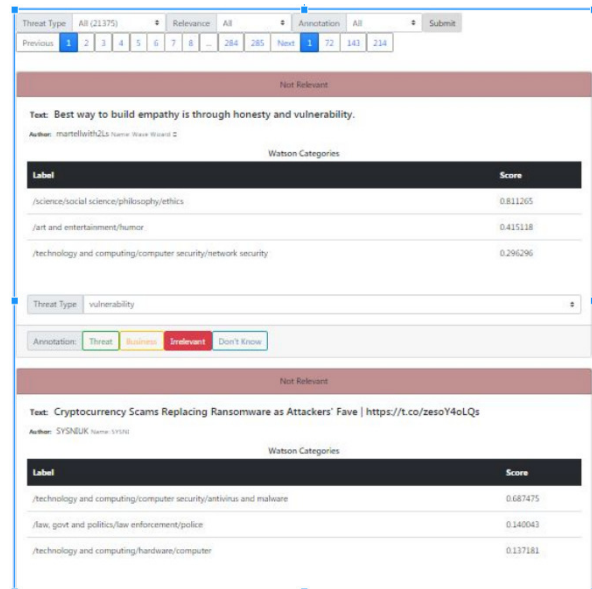 Threat Type All (21375) Relevance All Annotation All Submit
Previous 1 2 3 4 5 6 7 8 ... 284 285 Next 1 72 143 214
Not Relevant
Text: Best way to build empathy is through honesty and vulnerability.
Author: martellwith2Ls Name: Wave Wizard
Watson Categories
Label Score
/science/social science/philosophy/ethics 0.811265
/art and entertainment/humor 0.415118
/technology and computing/computer security/network security 0.296296
Threat Type vulnerability
Annotation: Threat Business Irrelevant Don't Know
Not Relevant
Text: Cryptocurrency Scams Replacing Ransomware as Attackers' Fave | https://t.co/zesoY4oLQs
Author: SYSNIUK Name: SYSNI
Watson Categories
Label Score
/technology and computing/computer security/antivirus and malware 0.687475
/law, govt and politics/law enforcement/police 0.140043
/technology and computing/hardware/computer 0.137181